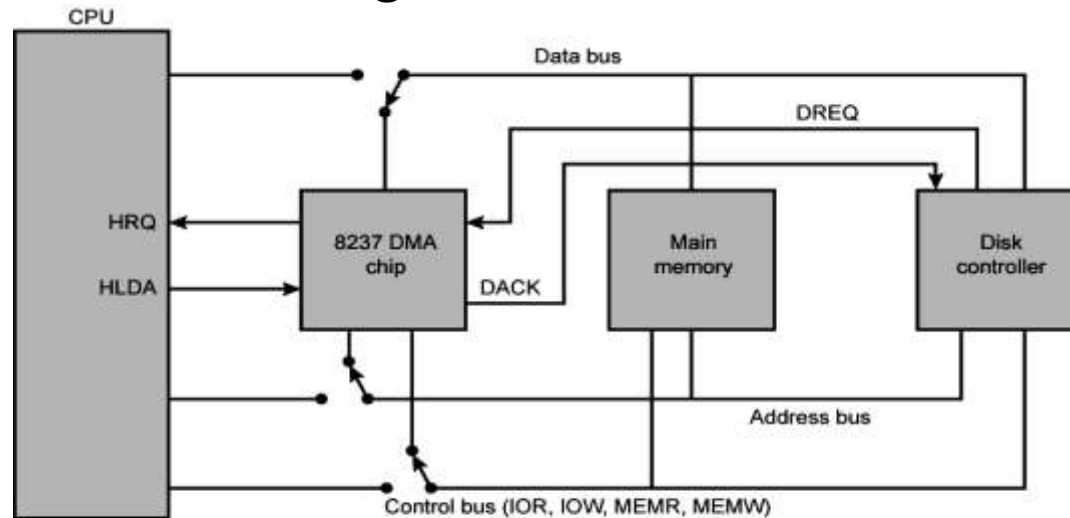 CPU
Data bus
DREQ
HRQ
8237 DMA
chip
Main
memory
Disk
controller
HLDA
DACK
Address bus
Control bus (IOR, IOW, MEMR, MEMW)